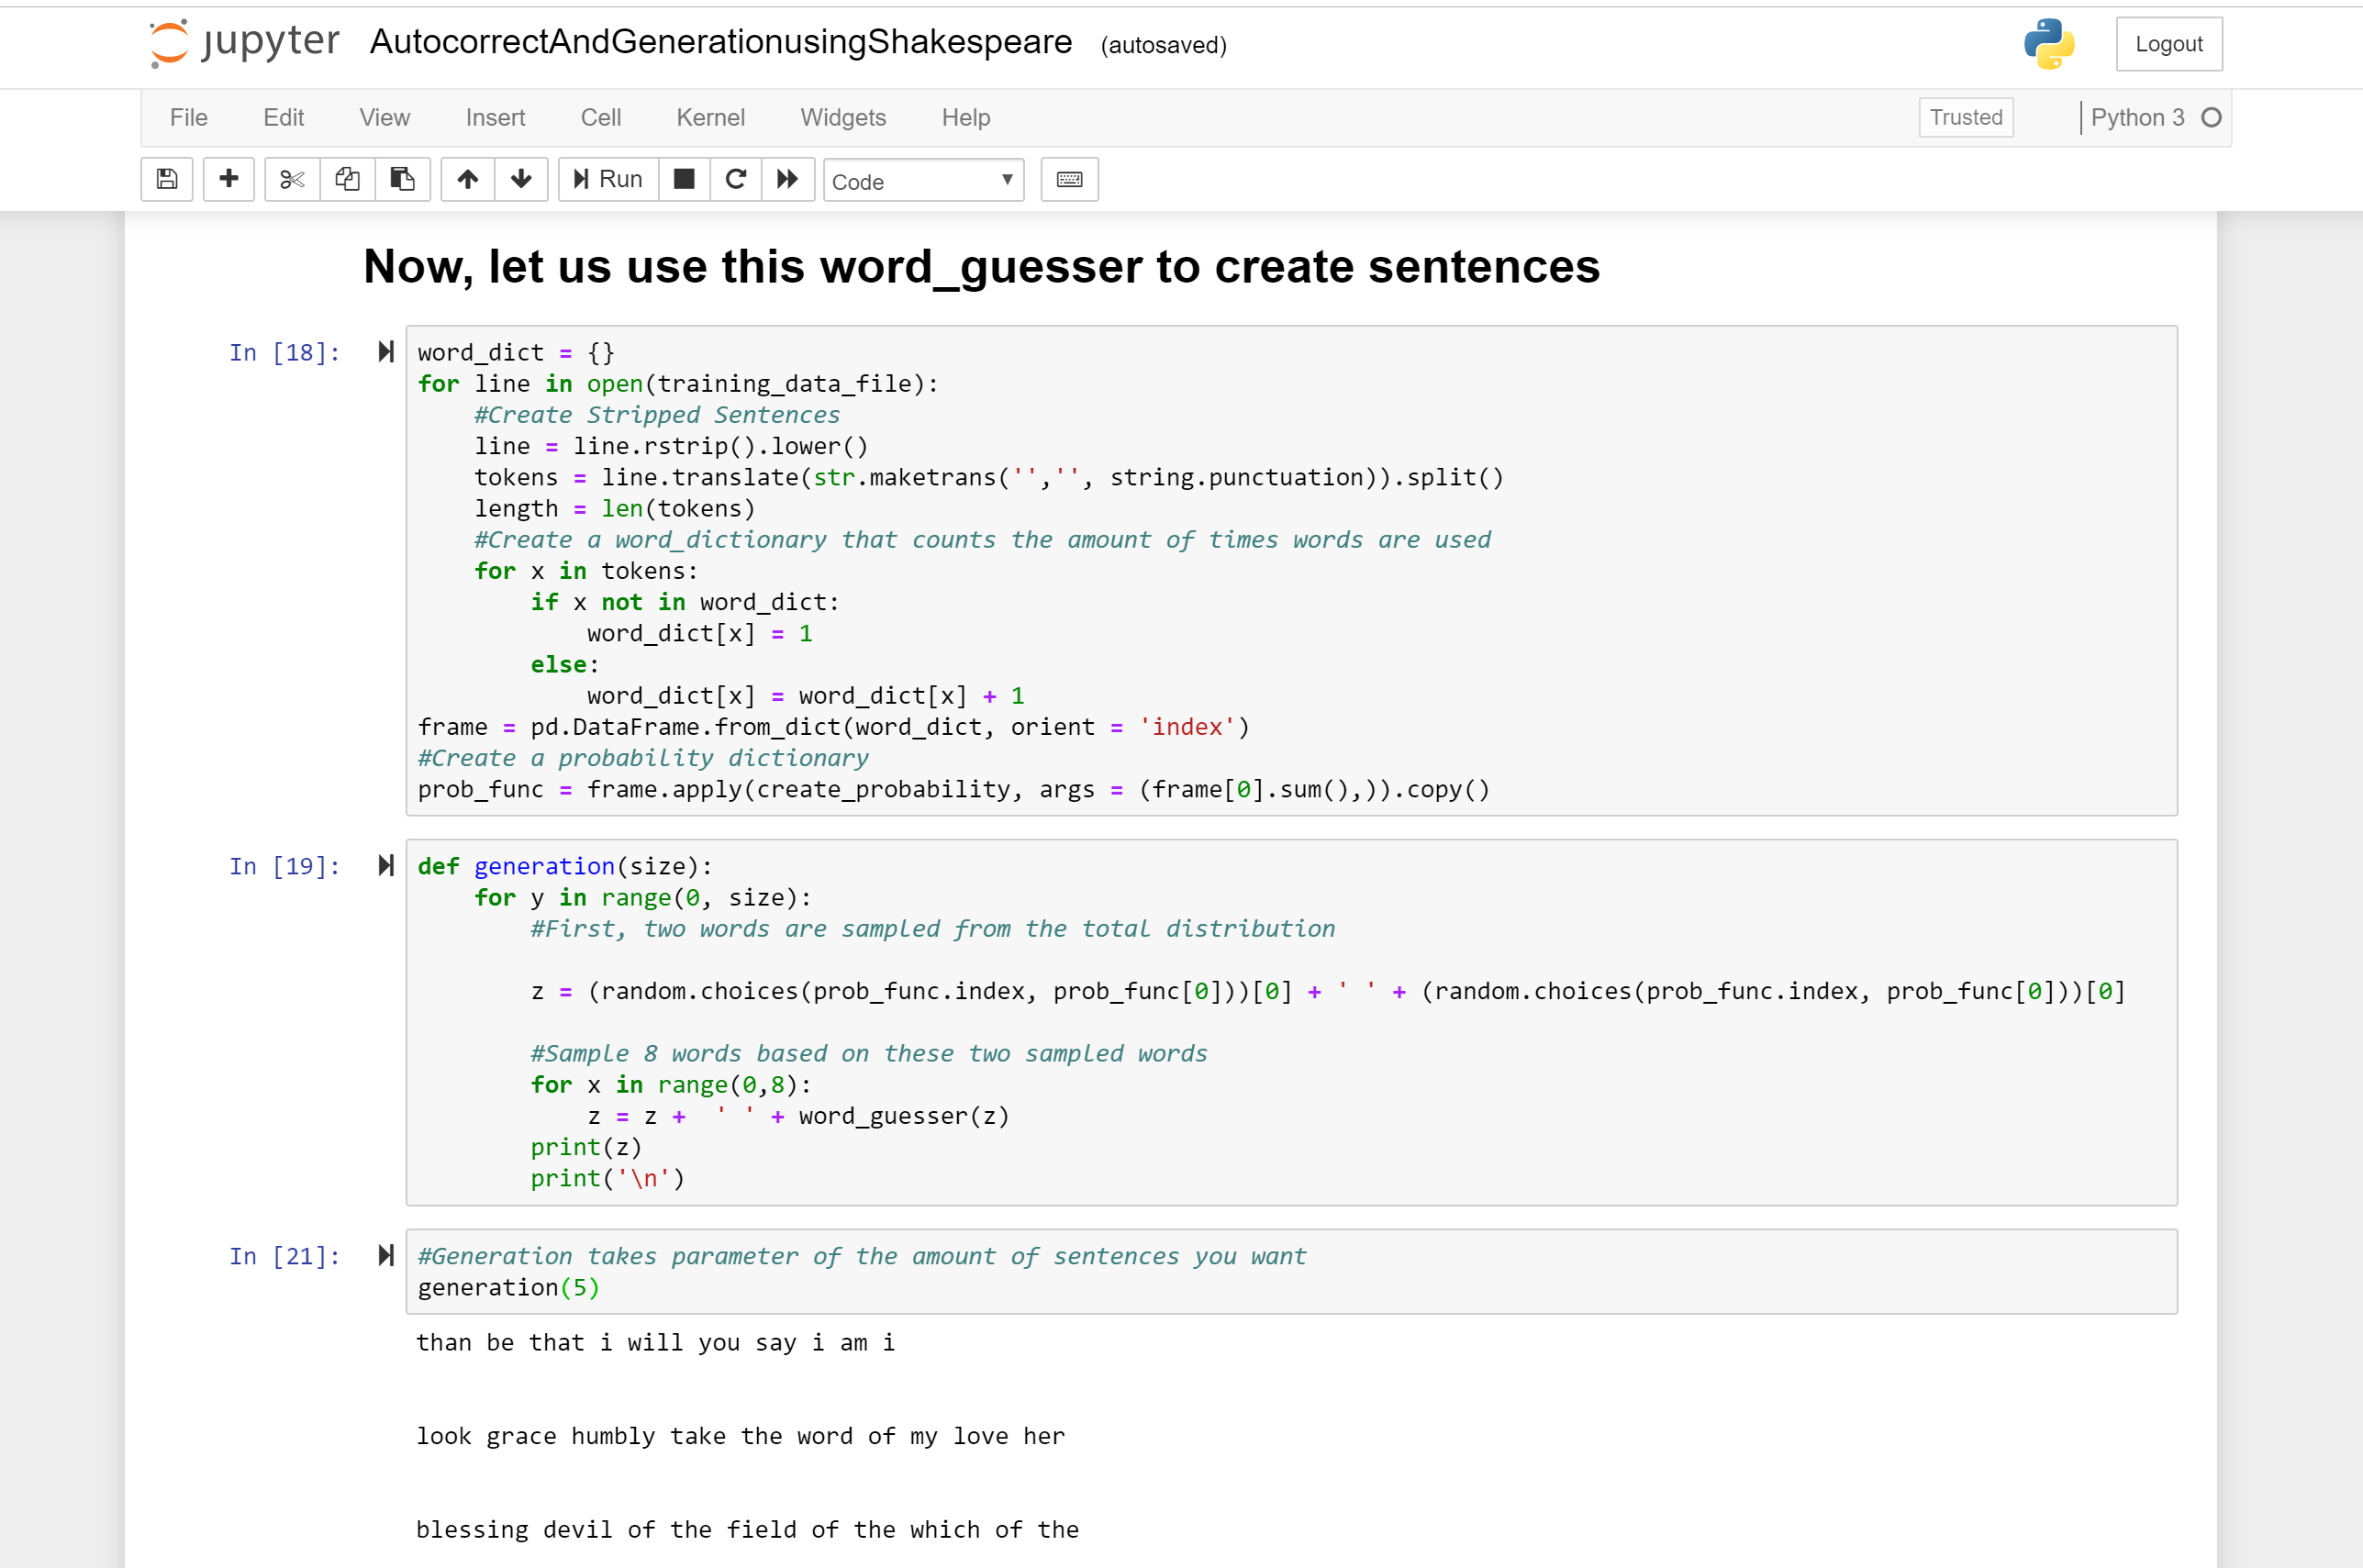 jupyter AutocorrectAndGenerationusingShakespeare (autosaved) Logout
File Edit View Insert Cell Kernel Widgets Help Trusted Python 3
Run Code
Now, let us use this word_guesser to create sentences
In [18]: word_dict = {}
for line in open(training_data_file):
    #Create Stripped Sentences
    line = line.rstrip().lower()
    tokens = line.translate(str.maketrans('','', string.punctuation)).split()
    length = len(tokens)
    #Create a word_dictionary that counts the amount of times words are used
    for x in tokens:
        if x not in word_dict:
            word_dict[x] = 1
        else:
            word_dict[x] = word_dict[x] + 1
frame = pd.DataFrame.from_dict(word_dict, orient = 'index')
#Create a probability dictionary
prob_func = frame.apply(create_probability, args = (frame[0].sum(),)).copy()
In [19]: def generation(size):
    for y in range(0, size):
        #First, two words are sampled from the total distribution
        z = (random.choices(prob_func.index, prob_func[0]))[0] + ' ' + (random.choices(prob_func.index, prob_func[0]))[0]
        #Sample 8 words based on these two sampled words
        for x in range(0,8):
            z = z +  ' ' + word_guesser(z)
        print(z)
        print('\n')
In [21]: #Generation takes parameter of the amount of sentences you want
generation(5)
than be that i will you say i am i
look grace humbly take the word of my love her
blessing devil of the field of the which of the